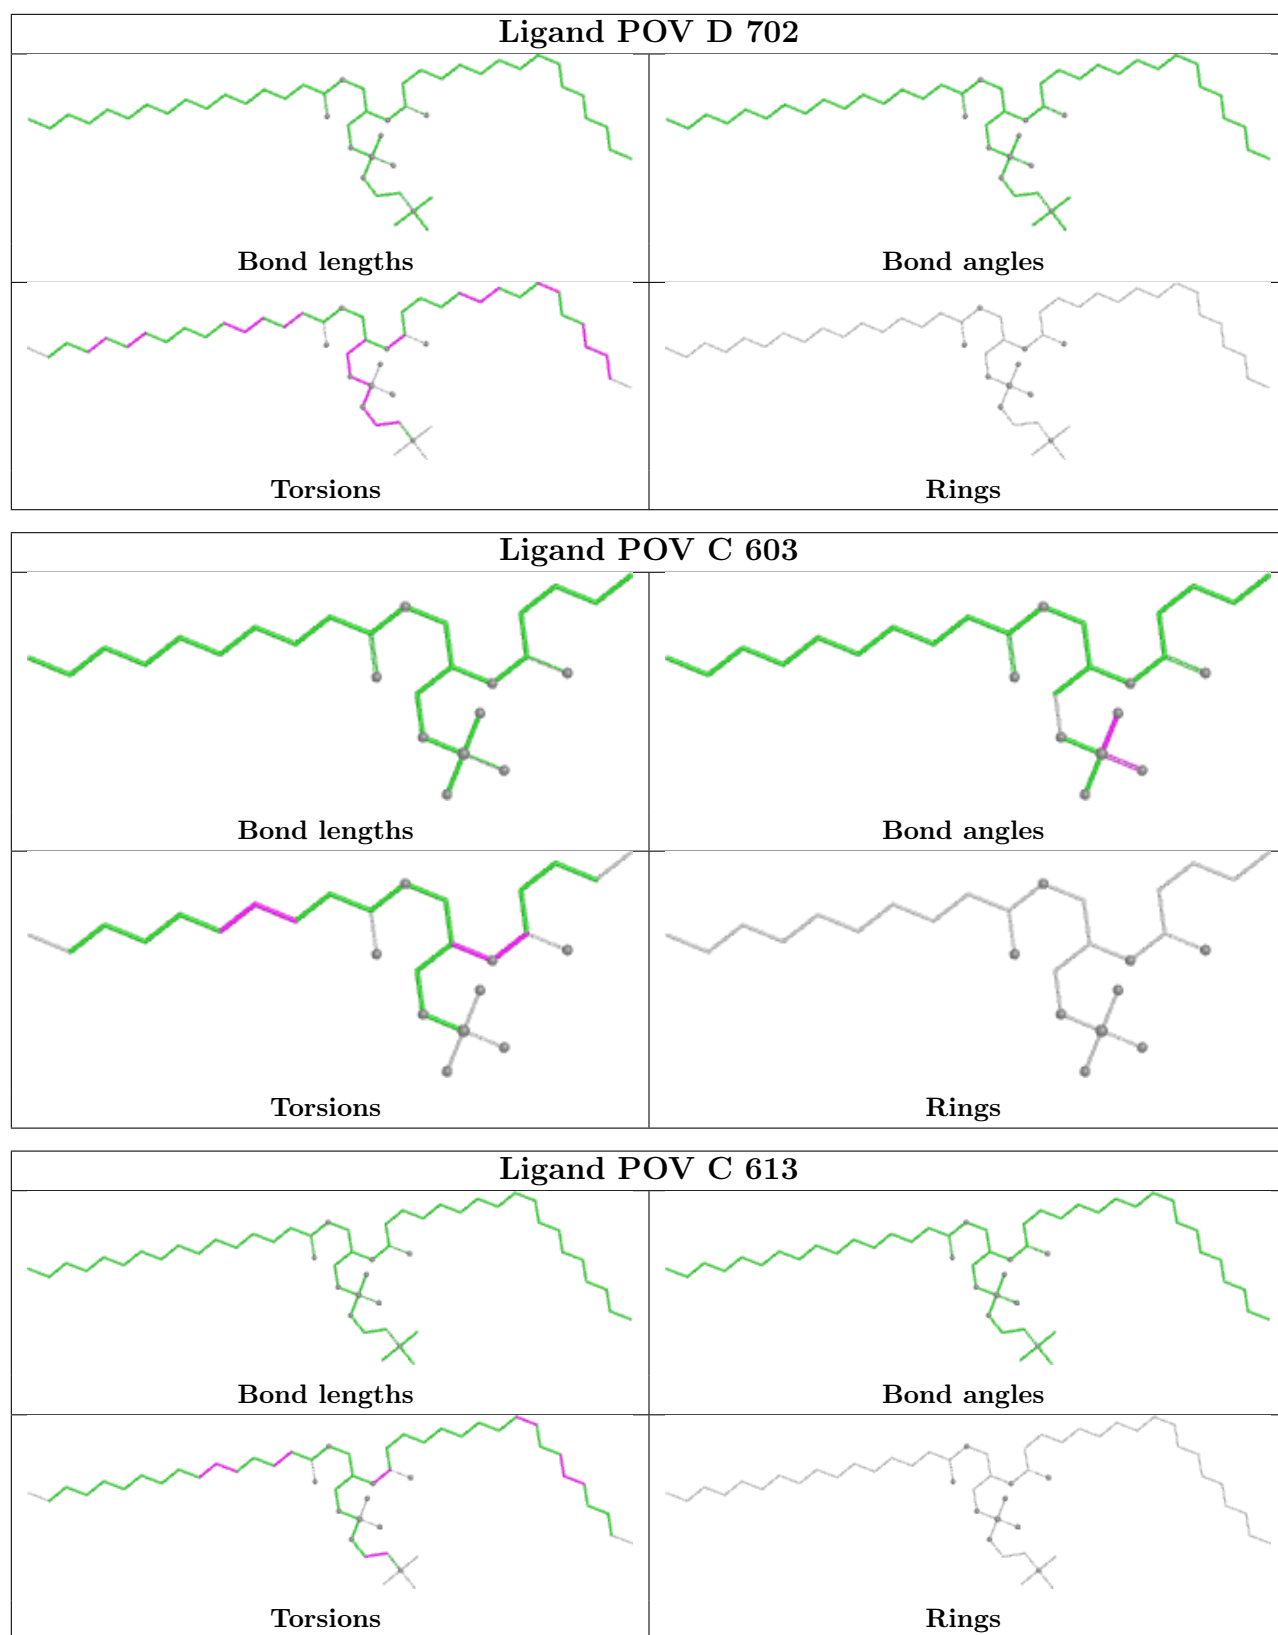 Ligand POV D 702
Bond lengths
Bond angles
Torsions
Rings
Ligand POV C 603
Bond lengths
Bond angles
Torsions
Rings
Ligand POV C 613
Bond lengths
Bond angles
Torsions
Rings